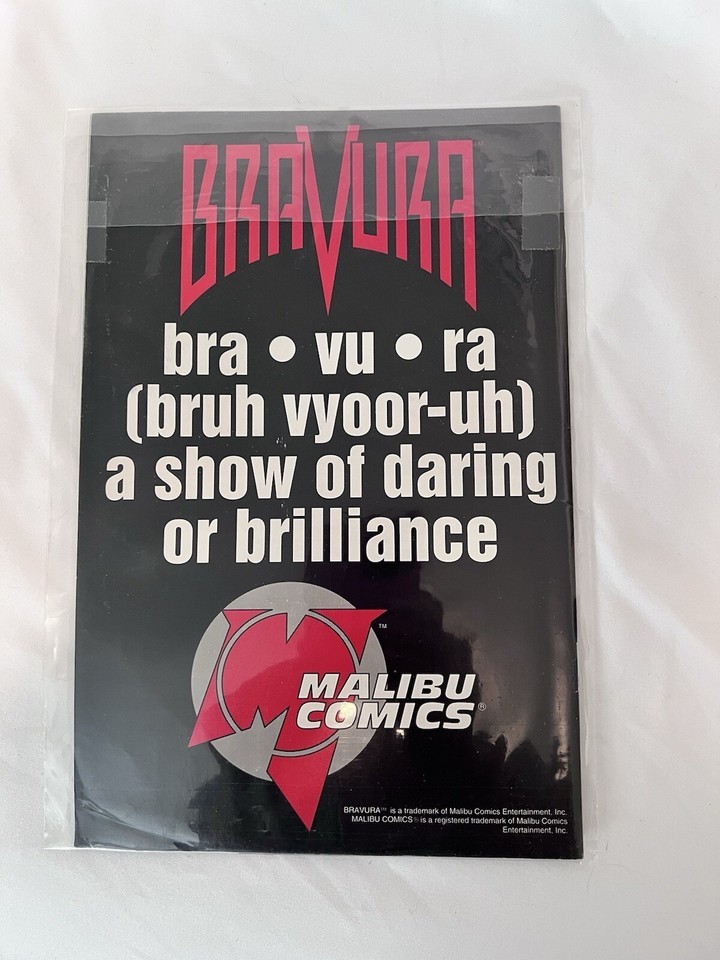 BRAVURA
bra • vu • ra
(bruh vyoor-uh)
a show of daring
or brilliance
TM
MALIBU
COMICS®
BRAVURA™ is a trademark of Malibu Comics Entertainment, Inc.
MALIBU COMICS® is a registered trademark of Malibu Comics
Entertainment, Inc.